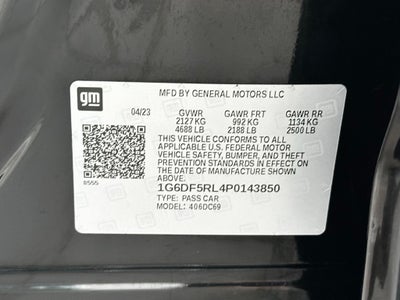 gm
MFD BY GENERAL MOTORS LLC
04/23 GVWR GAWR FRT GAWR RR
2127 KG 992 KG 1134 KG
4688 LB 2188 LB 2500 LB
THIS VEHICLE CONFORMS TO ALL
APPLICABLE U.S. FEDERAL MOTOR
VEHICLE SAFETY, BUMPER, AND THEFT
PREVENTION STANDARDS IN EFFECT ON
THE DATE OF MANUFACTURE SHOWN ABOVE.
1G6DF5RL4P0143850
TYPE: PASS CAR
MODEL: 406DC69